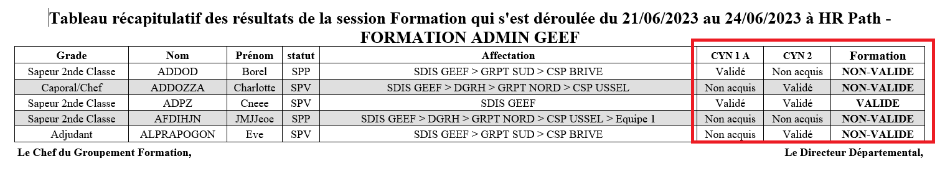 Tableau récapitulatif des résultats de la session Formation qui s'est déroulée du 21/06/2023 au 24/06/2023 à HR Path -
FORMATION ADMIN GEEF
Grade Nom Prénom statut Affectation CYN 1 A CYN 2 Formation
Sapeur 2nde Classe ADDOD Borel SPP SDIS GEEF > GRPT SUD > CSP BRIVE Validé Non acquis NON-VALIDE
Caporal/Chef ADDOZZA Charlotte SPV SDIS GEEF > DGRH > GRPT NORD > CSP USSEL Non acquis Validé NON-VALIDE
Sapeur 2nde Classe ADPZ Cneee SPV SDIS GEEF Validé Validé VALIDE
Sapeur 2nde Classe AFDIHJN JMJJeoe SPP SDIS GEEF > DGRH > GRPT NORD > CSP USSEL > Equipe 1 Non acquis Non acquis NON-VALIDE
Adjudant ALPRAPOGON Eve SPV SDIS GEEF > GRPT SUD > CSP BRIVE Non acquis Validé NON-VALIDE
Le Chef du Groupement Formation, Le Directeur Départemental,